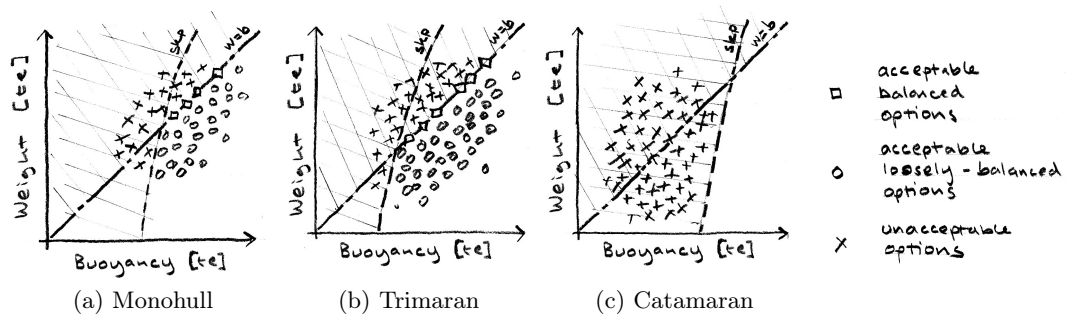 skp
w=b
Weight [te]
Buoyancy [te]
(a) Monohull
skp
w=b
Weight [te]
Buoyancy [te]
(b) Trimaran
skp
w=b
Weight [te]
Buoyancy [te]
(c) Catamaran
acceptable
balanced
options
acceptable
loosely-balanced
options
unacceptable
options